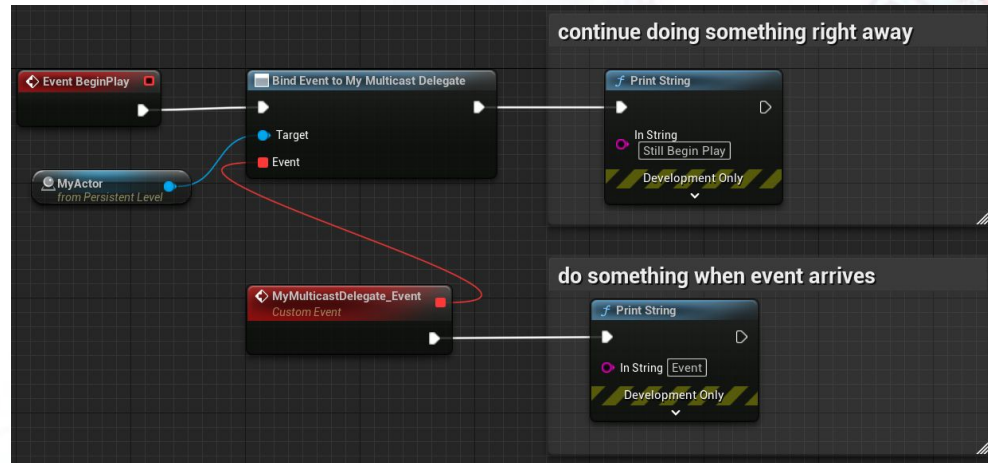 continue doing something right away
Event BeginPlay
Bind Event to My Multicast Delegate
Target
Event
MyActor
from Persistent Level
f Print String
In String
Still Begin Play
Development Only
do something when event arrives
MyMulticastDelegate_Event
Custom Event
f Print String
In String Event
Development Only